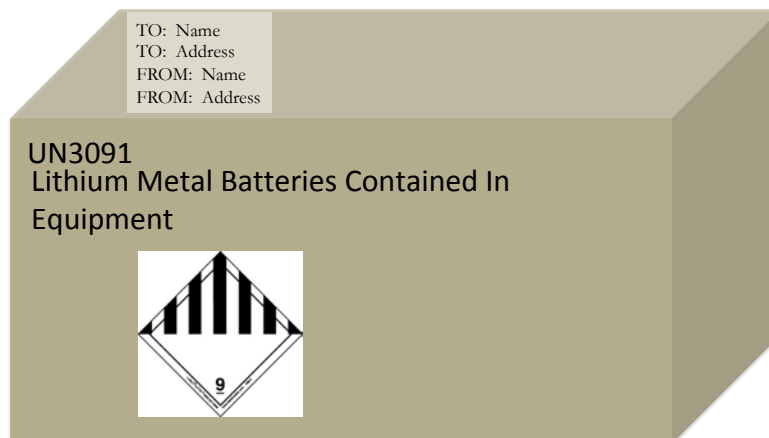 TO: Name
TO: Address
FROM: Name
FROM: Address
UN3091
Lithium Metal Batteries Contained In
Equipment
9